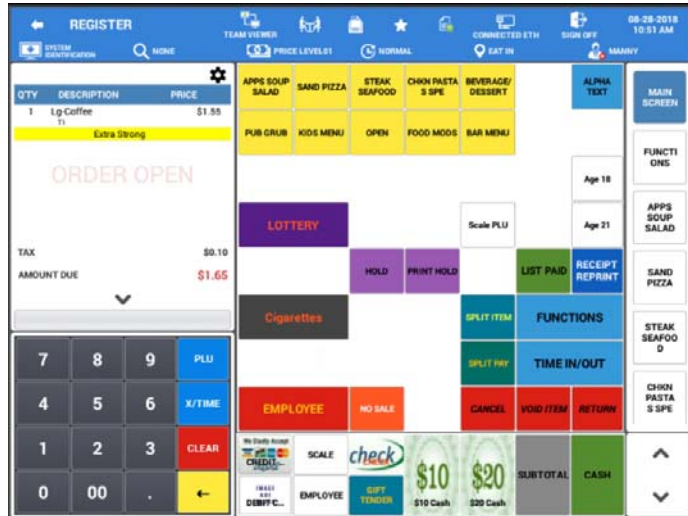 REGISTER
TEAM VIEWER
CONNECTED ETH
SIGN OFF
08-28-2018
10:51 AM
SYSTEM
IDENTIFICATION
NONE
PRICE LEVEL01
NORMAL
EAT IN
MANNY
QTY DESCRIPTION PRICE
1 Lg Coffee $1.55
T1
Extra Strong
ORDER OPEN
TAX $0.10
AMOUNT DUE $1.65
7 8 9 PLU
4 5 6 X/TIME
1 2 3 CLEAR
0 00 . ←
APPS SOUP
SALAD
SAND PIZZA
STEAK
SEAFOOD
CHKN PASTA
S SPE
BEVERAGE/
DESSERT
ALPHA
TEXT
PUB GRUB
KIDS MENU
OPEN
FOOD MODS
BAR MENU
Age 18
LOTTERY
Scale PLU
Age 21
HOLD
PRINT HOLD
LIST PAID
RECEIPT
REPRINT
Cigarettes
SPLIT ITEM
FUNCTIONS
SPLIT PAY
TIME IN/OUT
EMPLOYEE
NO SALE
CANCEL
VOID ITEM
RETURN
We Gladly Accept
CREDIT...
SCALE
check
$10
$10 Cash
$20
$20 Cash
SUBTOTAL
CASH
DEBIT C...
EMPLOYEE
GIFT
TENDER
MAIN
SCREEN
FUNCTI
ONS
APPS
SOUP
SALAD
SAND
PIZZA
STEAK
SEAFOO
D
CHKN
PASTA
S SPE